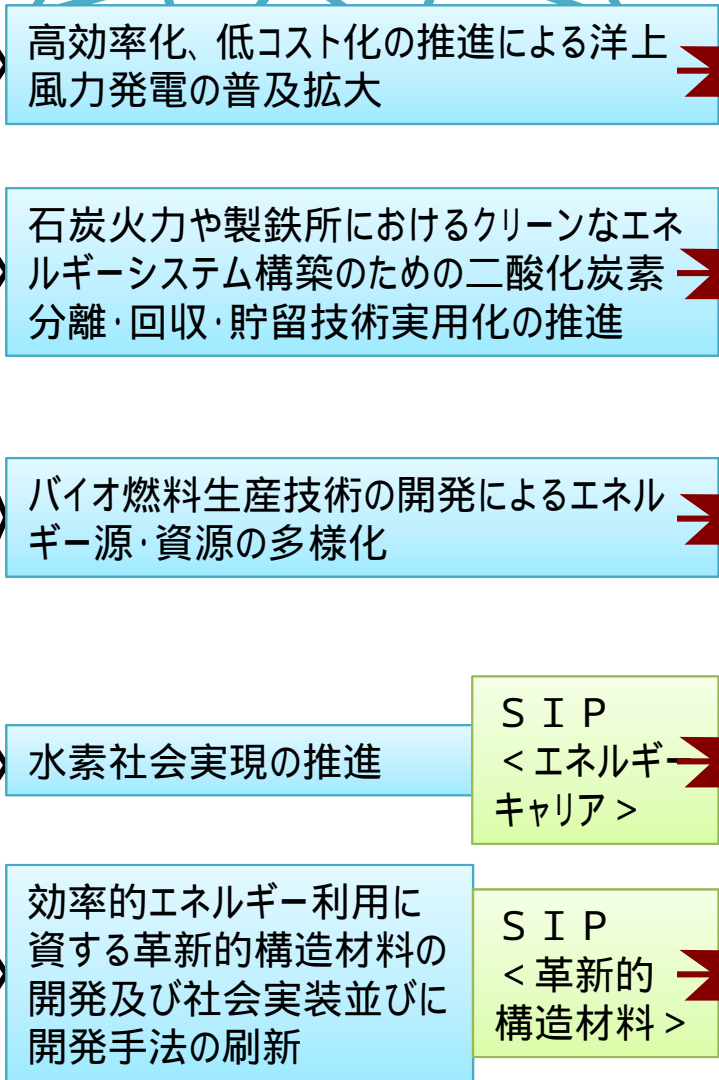 高効率化、低コスト化の推進による洋上
風力発電の普及拡大
石炭火力や製鉄所におけるクリーンなエネ
ルギーシステム構築のための二酸化炭素
分離・回収・貯留技術実用化の推進
バイオ燃料生産技術の開発によるエネル
ギー源・資源の多様化
水素社会実現の推進
ＳＩＰ
＜エネルギー
キャリア＞
効率的エネルギー利用に
資する革新的構造材料の
開発及び社会実装並びに
開発手法の刷新
ＳＩＰ
＜革新的
構造材料＞